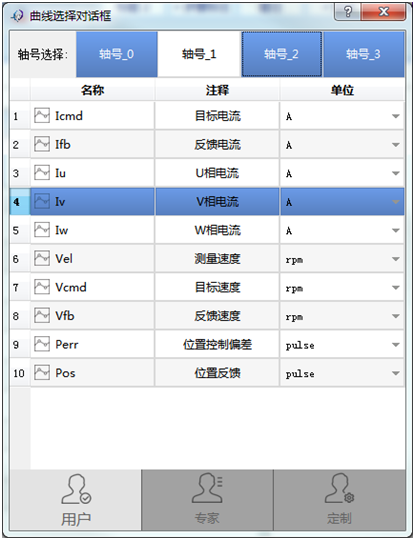 曲线选择对话框
轴号选择: 轴号_0 轴号_1 轴号_2 轴号_3
名称 注释 单位
1 Icmd 目标电流 A
2 Ifb 反馈电流 A
3 Iu U相电流 A
4 Iv V相电流 A
5 Iw W相电流 A
6 Vel 测量速度 rpm
7 Vcmd 目标速度 rpm
8 Vfb 反馈速度 rpm
9 Perr 位置控制偏差 pulse
10 Pos 位置反馈 pulse
用户 专家 定制